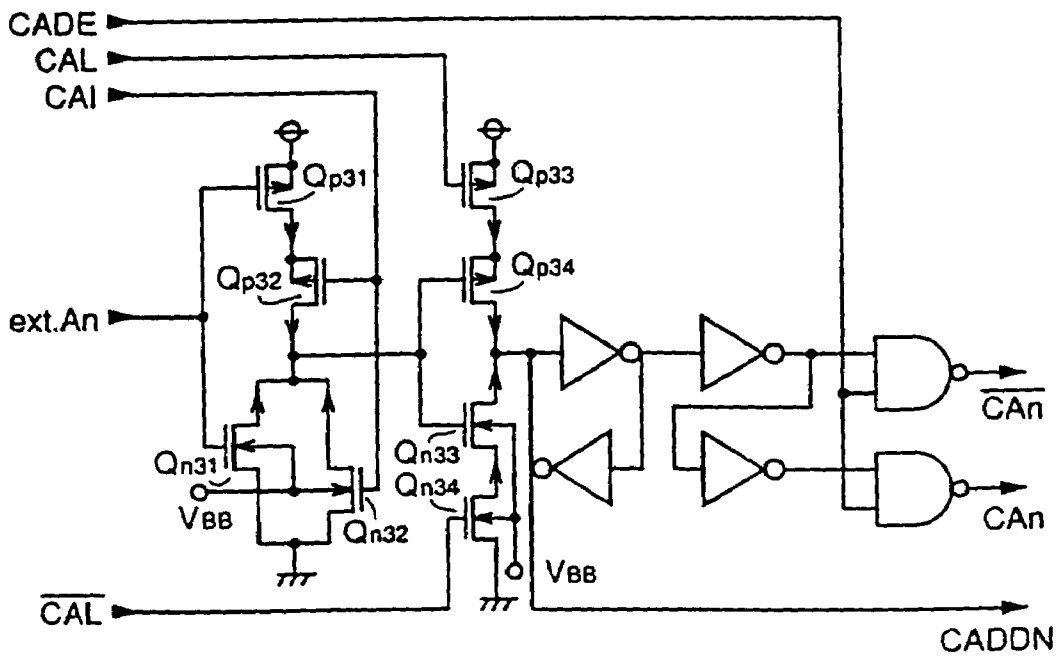 CADE
CAL
CAI
Qp31
Qp33
Qp32
Qp34
ext.An
CAn
Qn31
Qn33
Qn34
VBB
Qn32
CAn
VBB
CAL
CADDN